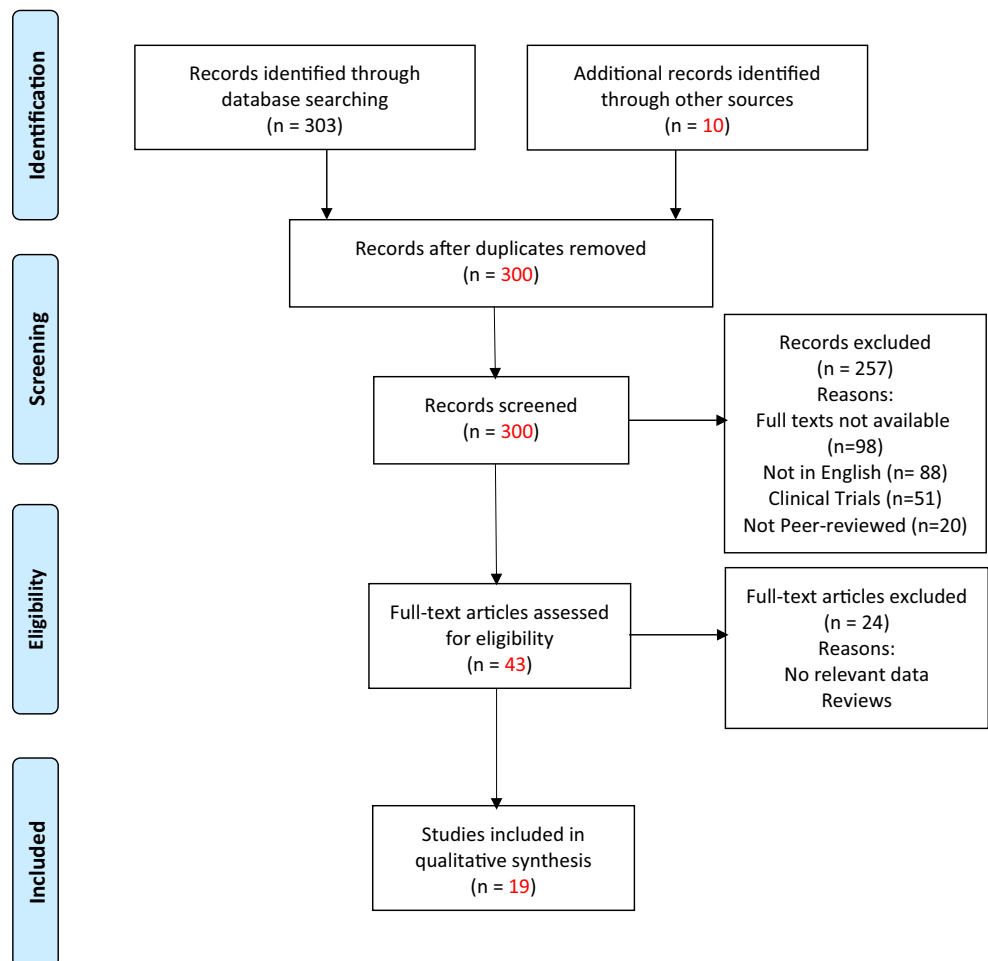 Identification
Records identified through
database searching
(n = 303)
Additional records identified
through other sources
(n = 10)
Records after duplicates removed
(n = 300)
Screening
Records screened
(n = 300)
Records excluded
(n = 257)
Reasons:
Full texts not available
(n=98)
Not in English (n= 88)
Clinical Trials (n=51)
Not Peer-reviewed (n=20)
Eligibility
Full-text articles assessed
for eligibility
(n = 43)
Full-text articles excluded
(n = 24)
Reasons:
No relevant data
Reviews
Included
Studies included in
qualitative synthesis
(n = 19)